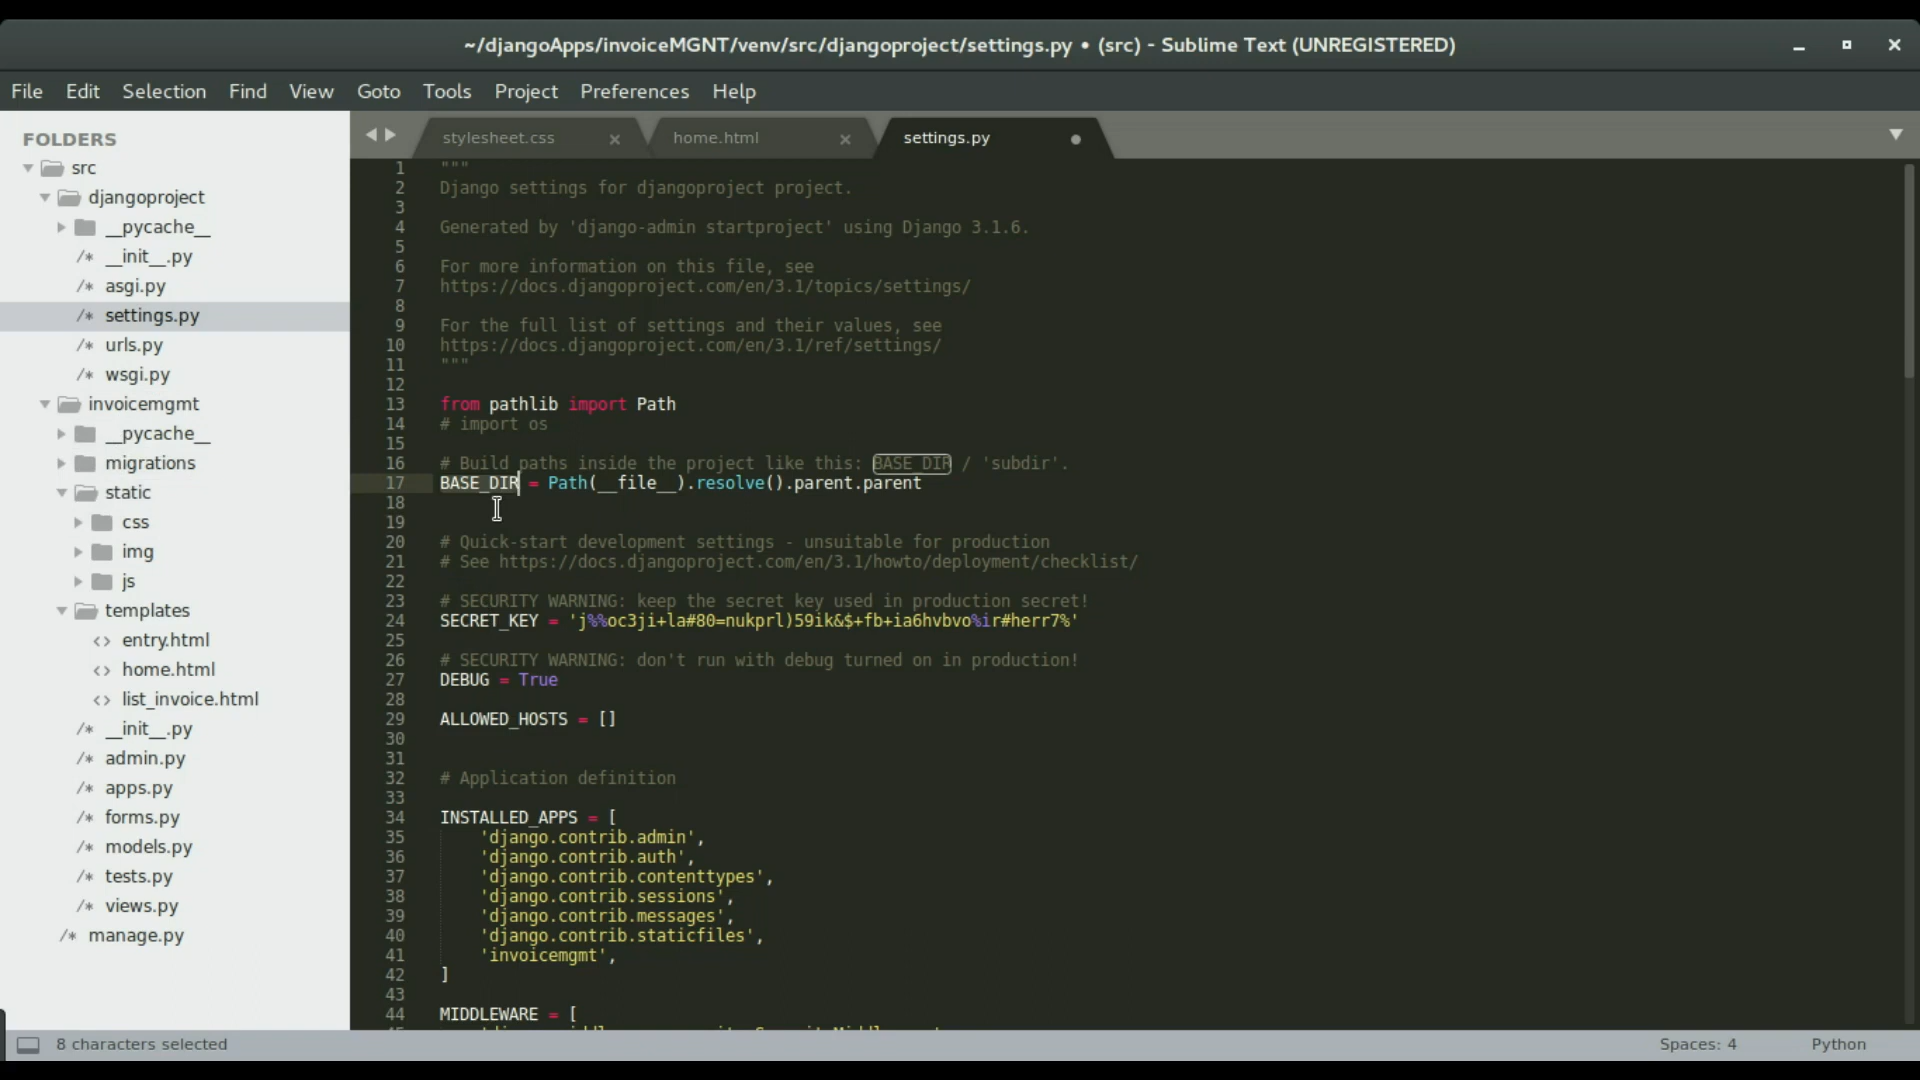 ~/djangoApps/invoiceMGNT/venv/src/djangoproject/settings.py • (src) - Sublime Text (UNREGISTERED)
File Edit Selection Find View Goto Tools Project Preferences Help
FOLDERS
src
djangoproject
__pycache__
/* __init__.py
/* asgi.py
/* settings.py
/* urls.py
/* wsgi.py
invoicemgmt
__pycache__
migrations
static
css
img
js
templates
<> entry.html
<> home.html
<> list_invoice.html
/* __init__.py
/* admin.py
/* apps.py
/* forms.py
/* models.py
/* tests.py
/* views.py
/* manage.py
stylesheet.css × home.html × settings.py •
1 """
2 Django settings for djangoproject project.
3
4 Generated by 'django-admin startproject' using Django 3.1.6.
5
6 For more information on this file, see
7 https://docs.djangoproject.com/en/3.1/topics/settings/
8
9 For the full list of settings and their values, see
10 https://docs.djangoproject.com/en/3.1/ref/settings/
11 """
12
13 from pathlib import Path
14 # import os
15
16 # Build paths inside the project like this: BASE_DIR / 'subdir'.
17 BASE_DIR = Path(__file__).resolve().parent.parent
18
19
20 # Quick-start development settings - unsuitable for production
21 # See https://docs.djangoproject.com/en/3.1/howto/deployment/checklist/
22
23 # SECURITY WARNING: keep the secret key used in production secret!
24 SECRET_KEY = 'j%%oc3ji+la#80=nukprl)59ik&$+fb+ia6hvbvo%ir#herr7%'
25
26 # SECURITY WARNING: don't run with debug turned on in production!
27 DEBUG = True
28
29 ALLOWED_HOSTS = []
30
31
32 # Application definition
33
34 INSTALLED_APPS = [
35 'django.contrib.admin',
36 'django.contrib.auth',
37 'django.contrib.contenttypes',
38 'django.contrib.sessions',
39 'django.contrib.messages',
40 'django.contrib.staticfiles',
41 'invoicemgmt',
42 ]
43
44 MIDDLEWARE = [
8 characters selected
Spaces: 4 Python